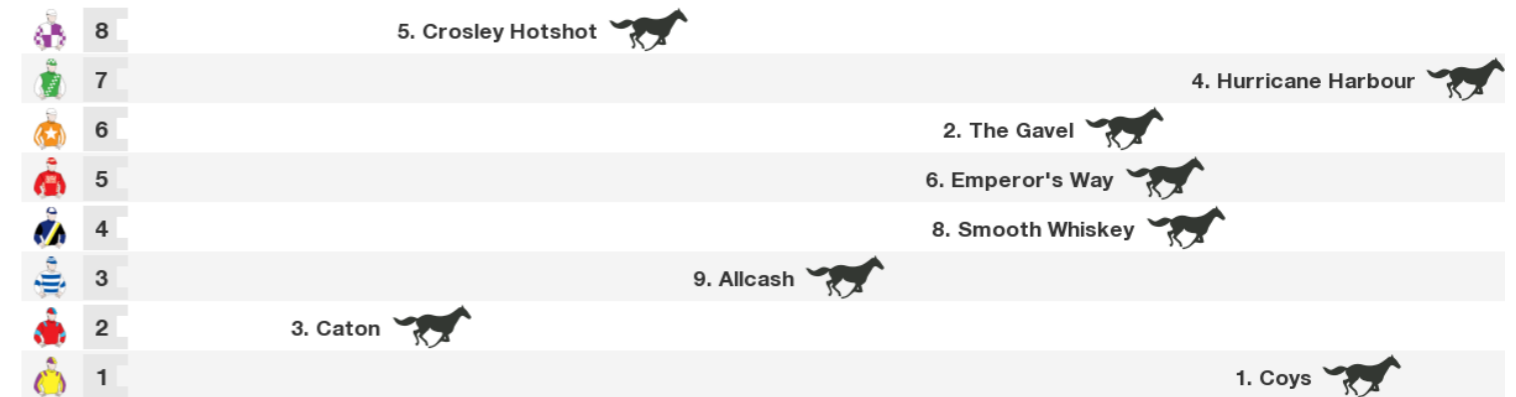 8 5. Crosley Hotshot
7 4. Hurricane Harbour
6 2. The Gavel
5 6. Emperor's Way
4 8. Smooth Whiskey
3 9. Allcash
2 3. Caton
1 1. Coys